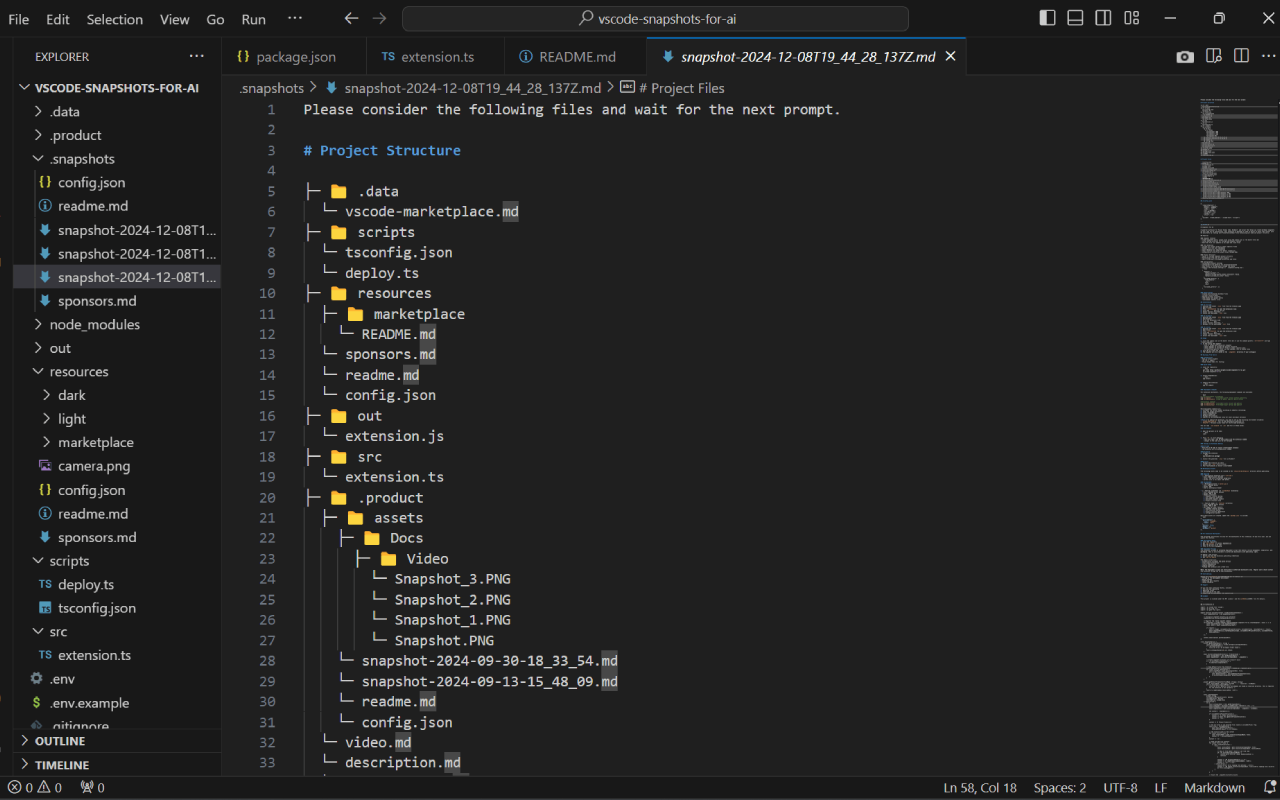 File Edit Selection View Go Run ··· vscode-snapshots-for-ai
EXPLORER ···
VSCODE-SNAPSHOTS-FOR-AI
.data
.product
.snapshots
{} config.json
readme.md
snapshot-2024-12-08T1...
snapshot-2024-12-08T1...
snapshot-2024-12-08T1...
sponsors.md
node_modules
out
resources
dark
light
marketplace
camera.png
{} config.json
readme.md
sponsors.md
scripts
TS deploy.ts
TS tsconfig.json
src
TS extension.ts
.env
$ .env.example
.gitignore
OUTLINE
TIMELINE
{} package.json TS extension.ts README.md snapshot-2024-12-08T19_44_28_137Z.md
.snapshots > snapshot-2024-12-08T19_44_28_137Z.md > abc # Project Files
1 Please consider the following files and wait for the next prompt.
2
3 # Project Structure
4
5 ├─ 📁 .data
6 └─ vscode-marketplace.md
7 ├─ 📁 scripts
8 └─ tsconfig.json
9 └─ deploy.ts
10 ├─ 📁 resources
11 ├─ 📁 marketplace
12 └─ README.md
13 └─ sponsors.md
14 └─ readme.md
15 └─ config.json
16 ├─ 📁 out
17 └─ extension.js
18 ├─ 📁 src
19 └─ extension.ts
20 ├─ 📁 .product
21 ├─ 📁 assets
22 ├─ 📁 Docs
23 ├─ 📁 Video
24 └─ Snapshot_3.PNG
25 └─ Snapshot_2.PNG
26 └─ Snapshot_1.PNG
27 └─ Snapshot.PNG
28 └─ snapshot-2024-09-30-18_33_54.md
29 └─ snapshot-2024-09-13-15_48_09.md
30 └─ readme.md
31 └─ config.json
32 └─ video.md
33 └─ description.md
0 0 0 Ln 58, Col 18 Spaces: 2 UTF-8 LF Markdown